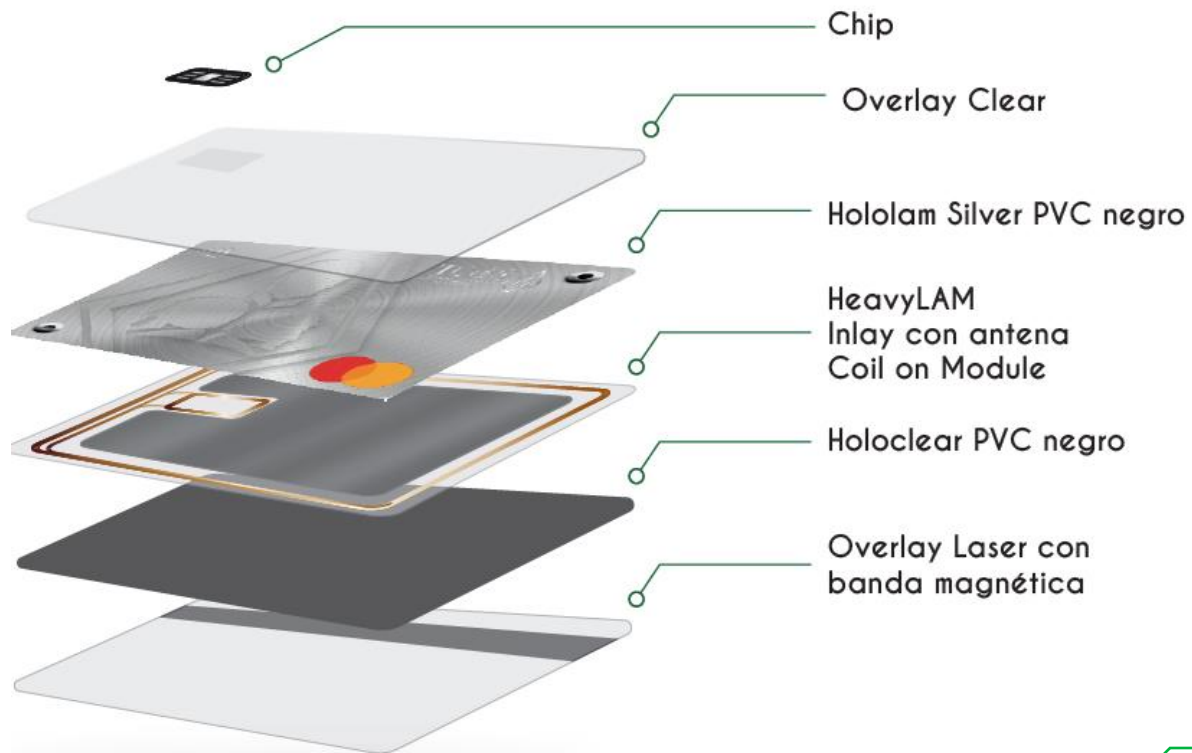 Chip
Overlay Clear
Hololam Silver PVC negro
HeavyLAM
Inlay con antena
Coil on Module
Holoclear PVC negro
Overlay Laser con
banda magnética